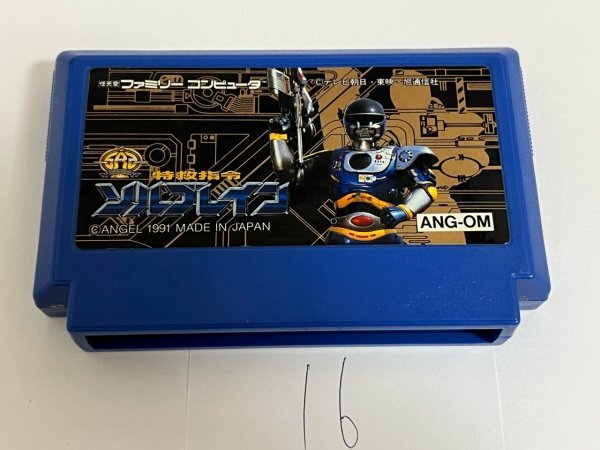 任天堂 ファミリー コンピュータ
©テレビ朝日・東映・旭通信社
SRS
特救指令
ソルブレイン
©ANGEL 1991 MADE IN JAPAN
ANG-OM
16